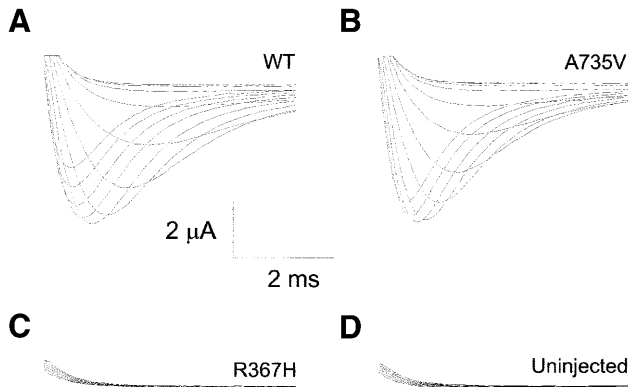 A
WT
B
A735V
2 μA
2 ms
C
R367H
D
Uninjected